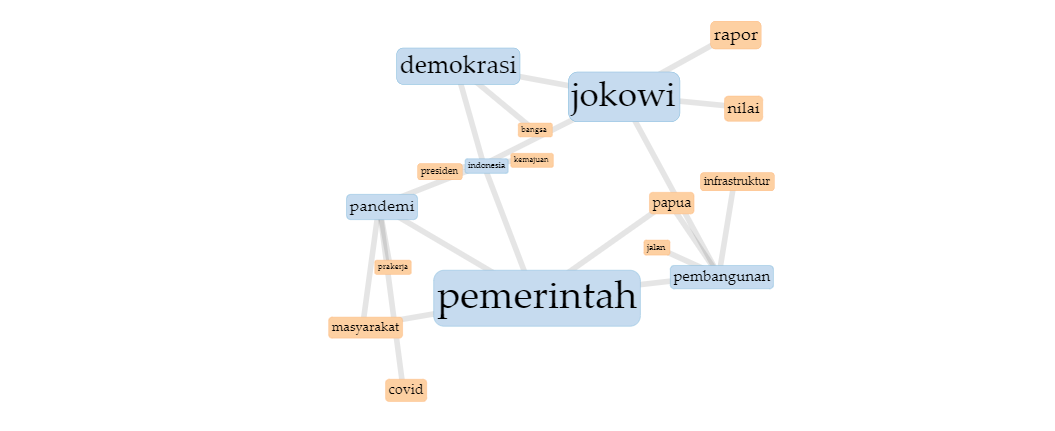 rapor
demokrasi
jokowi
nilai
bangsa
kemajuan
indonesia
presiden
infrastruktur
papua
pandemi
jalan
prakerja
pembangunan
pemerintah
masyarakat
covid